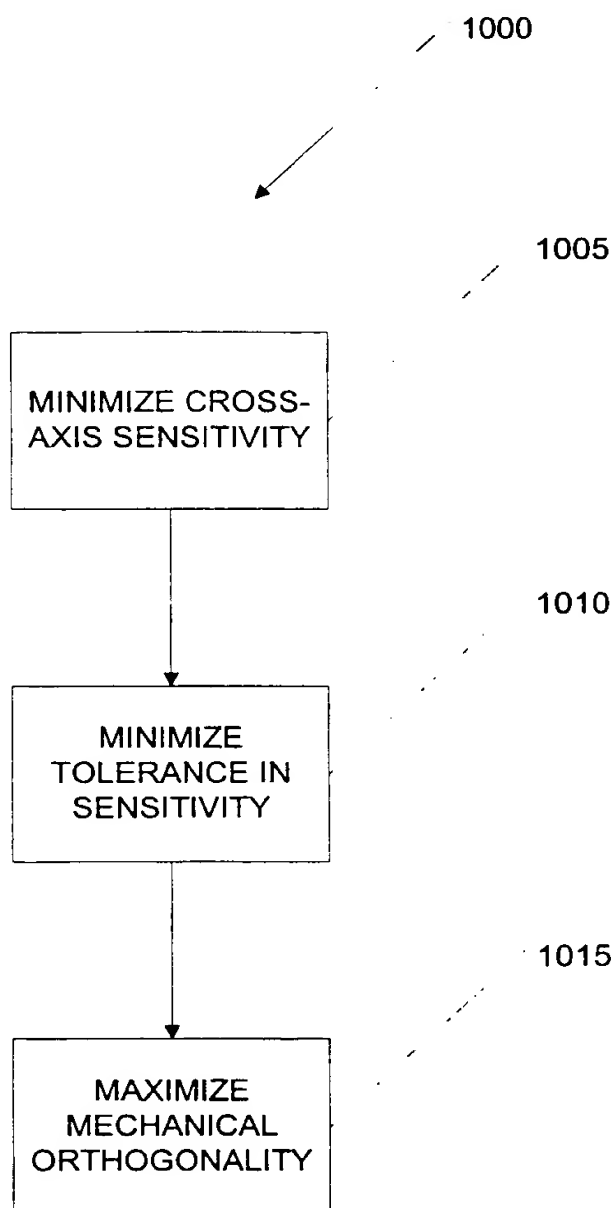 1000
1005
MINIMIZE CROSS-
AXIS SENSITIVITY
1010
MINIMIZE
TOLERANCE IN
SENSITIVITY
1015
MAXIMIZE
MECHANICAL
ORTHOGONALITY